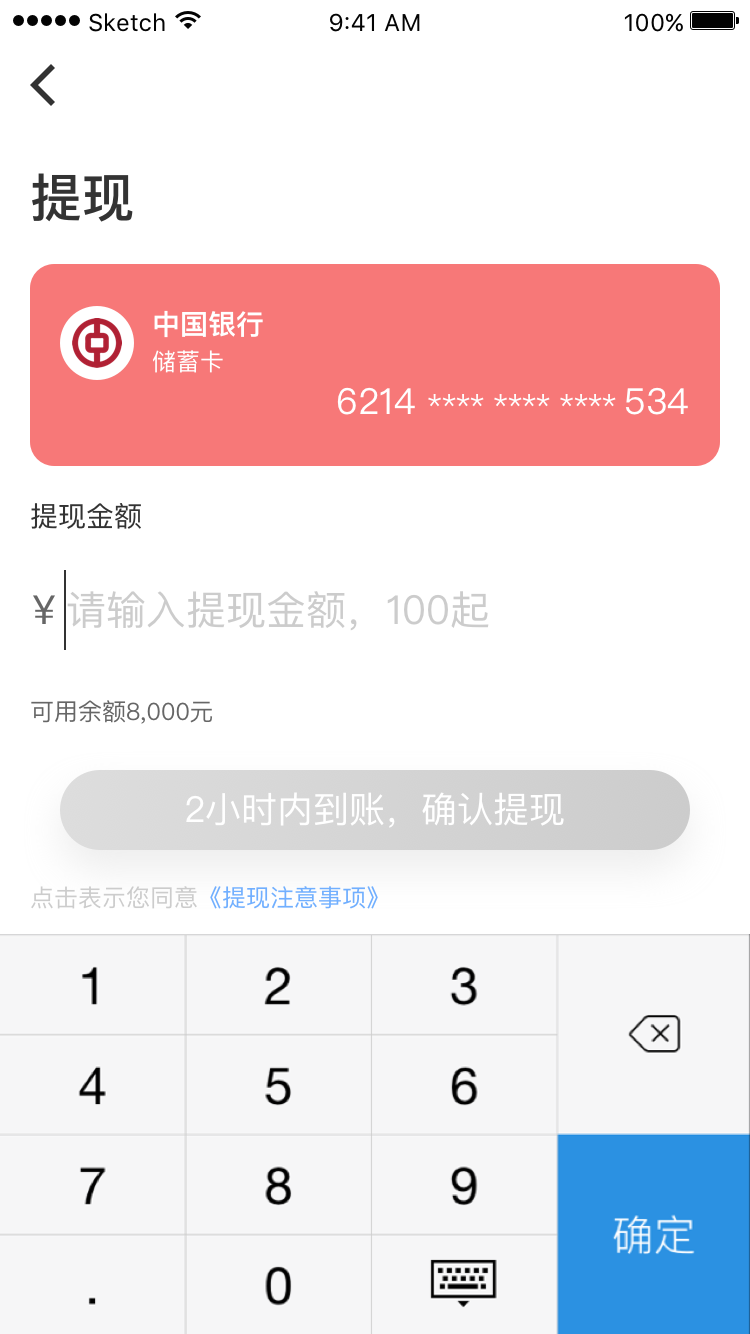 ●●●●● Sketch 9:41 AM 100%
提现
中国银行
储蓄卡
6214 **** **** **** 534
提现金额
¥ 请输入提现金额，100起
可用余额8,000元
2小时内到账，确认提现
点击表示您同意《提现注意事项》
1 2 3
4 5 6
7 8 9
确定
. 0